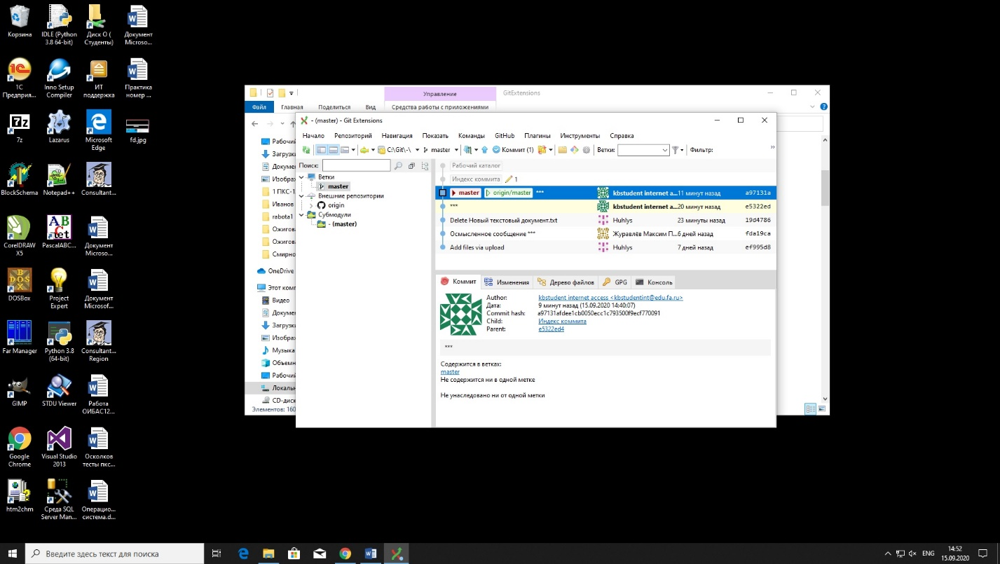 Корзина
IDLE (Python
3.8 64-bit)
Диск O (
Студенты)
Документ
Microso...
1C
Предприя...
Inno Setup
Compiler
ИТ
поддержка
Практика
номер ...
7z
Lazarus
Microsoft
Edge
fd.jpg
BlockSchema
Notepad++
Consultant...
CorelDRAW
X5
PascalABC...
Документ
Microso...
DOSBox
Project
Expert
Документ
Microsof...
Far Manager
Python 3.8
(64-bit)
Consultant...
Region
GIMP
STDU Viewer
Работа
ОИБАС12...
Google
Chrome
Visual Studio
2013
Осколков
тесты пкс...
htm2chm
Среда SQL
Server Man...
Операцио...
система.d...
Управление
GitExtensions
Файл
Главная
Поделиться
Вид
Средства работы с приложениями
Рабочий
Загрузки
Докуме
Изображ
1 ПКС-1
Иванов
rabota1
Ожигов
Ожигов
Смирно
OneDrive
Этот комп
Видео
Докуме
Загрузк
Изображ
Музыка
Объемн
Рабочий
Локальн
CD-диск
Элементов: 160
- (master) - Git Extensions
Начало
Репозиторий
Навигация
Показать
Команды
GitHub
Плагины
Инструменты
Справка
C:\Git\-\
master
Коммит (1)
Ветки:
Фильтр:
Поиск:
Ветки
master
Внешние репозитории
origin
Субмодули
- (master)
Рабочий каталог
Индекс коммита 1
master origin/master *** kbstudent internet a... 11 минут назад a97131a
*** kbstudent internet a... 20 минут назад e5322ed
Delete Новый текстовый документ.txt Huhlys 23 минуты назад 19d4786
Осмысленное сообщение *** Журавлёв Максим П... 6 дней назад fda19ca
Add files via upload Huhlys 7 дней назад ef995d8
Коммит
Изменения
Дерево файлов
GPG
Консоль
Author: kbstudent internet access <kbstudentint@edu.fa.ru>
Дата: 9 минут назад (15.09.2020 14:40:07)
Commit hash: a97131afdee1cb0050ecc1c793500f9ecf770091
Child: Индекс коммита
Parent: e5322ed4
***
Содержится в ветках:
master
Не содержится ни в одной метке
Не унаследовано ни от одной метки
Введите здесь текст для поиска
ENG
14:52
15.09.2020